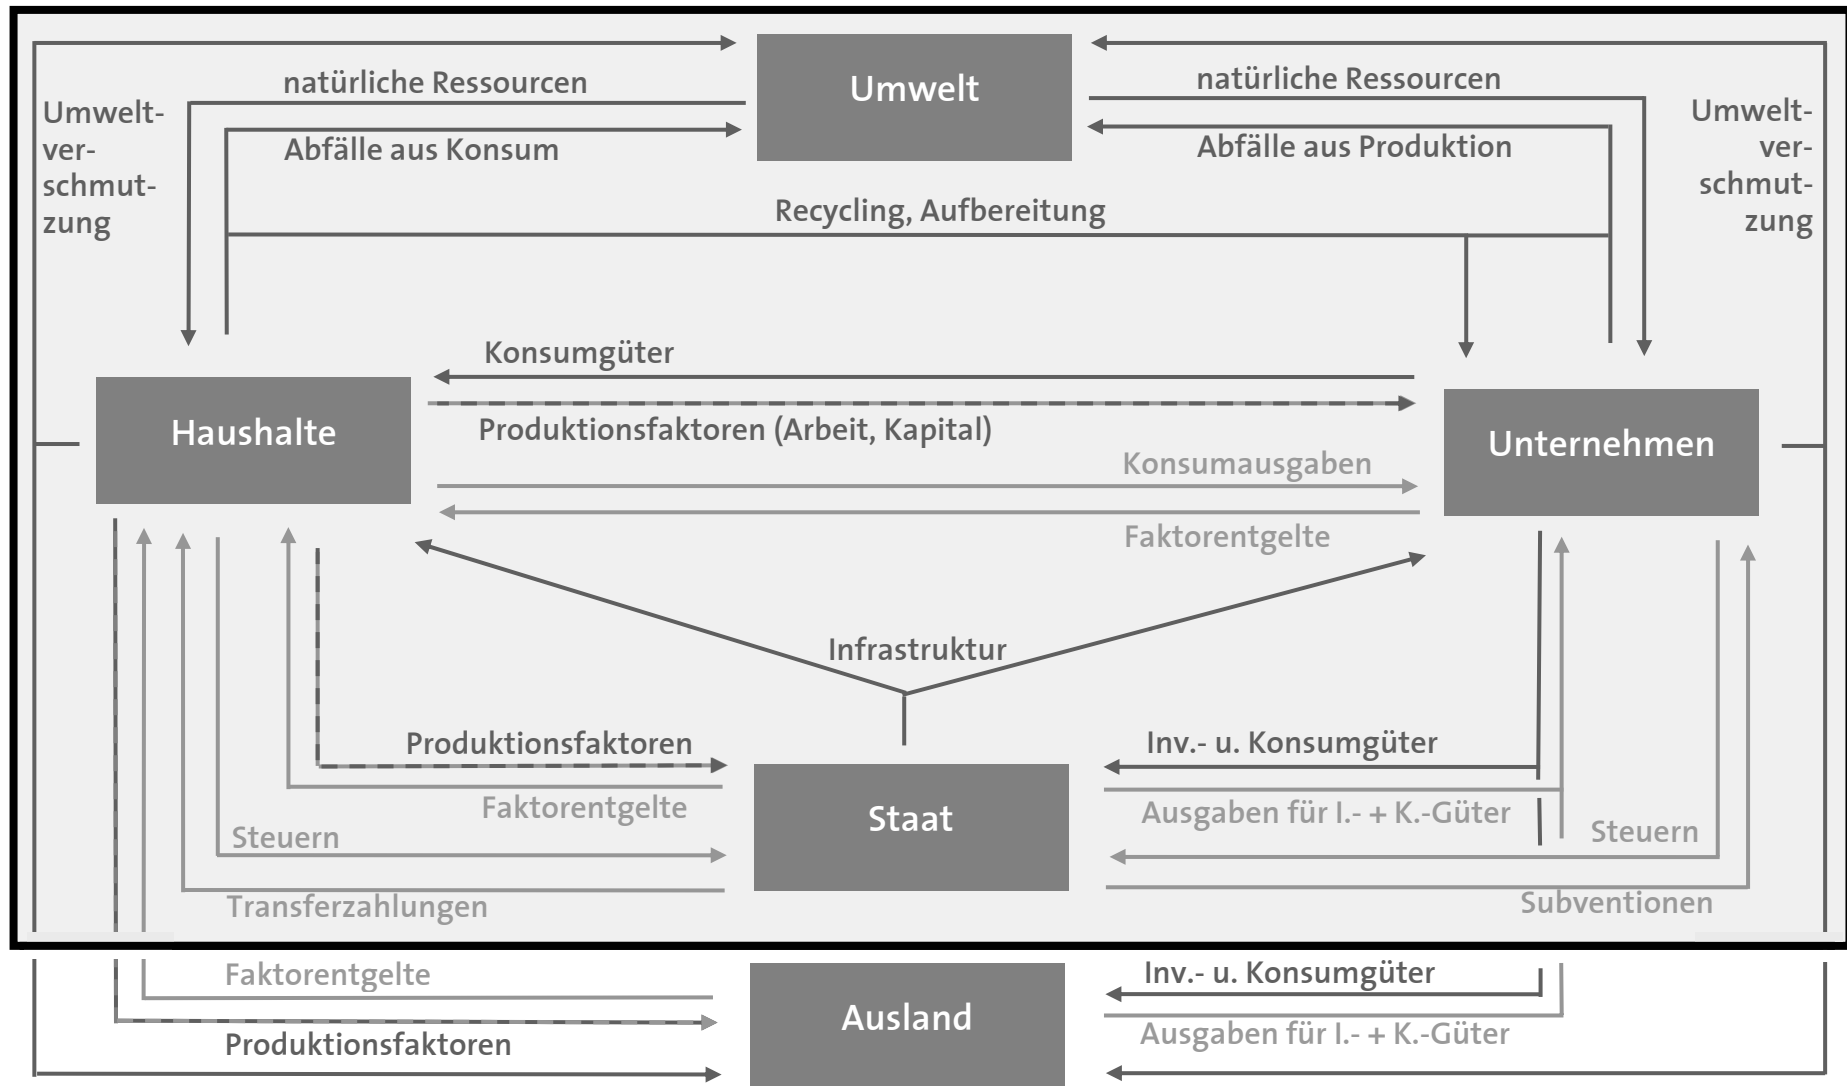 natürliche Ressourcen
Umwelt
natürliche Ressourcen
Umwelt-
ver-
schmut-
zung
Abfälle aus Konsum
Abfälle aus Produktion
Umwelt-
ver-
schmut-
zung
Recycling, Aufbereitung
Konsumgüter
Haushalte
Produktionsfaktoren (Arbeit, Kapital)
Unternehmen
Konsumausgaben
Faktorentgelte
Infrastruktur
Produktionsfaktoren
Inv.- u. Konsumgüter
Faktorentgelte
Staat
Ausgaben für I.- + K.-Güter
Steuern
Steuern
Transferzahlungen
Subventionen
Faktorentgelte
Inv.- u. Konsumgüter
Ausland
Ausgaben für I.- + K.-Güter
Produktionsfaktoren